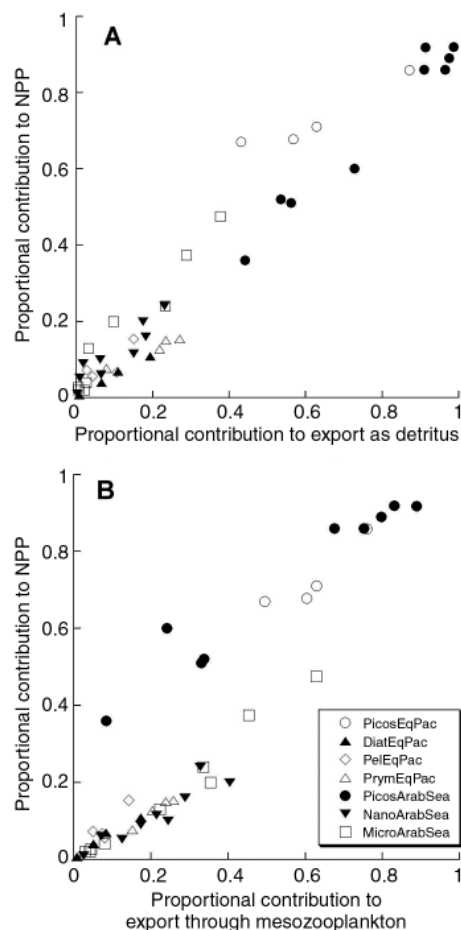 A
1
0.8
0.6
0.4
0.2
0
Proportional contribution to NPP
0
0.2
0.4
0.6
0.8
1
Proportional contribution to export as detritus
B
1
0.8
0.6
0.4
0.2
0
Proportional contribution to NPP
PicosEqPac
DiatEqPac
PelEqPac
PrymEqPac
PicosArabSea
NanoArabSea
MicroArabSea
0
0.2
0.4
0.6
0.8
1
Proportional contribution to
export through mesozooplankton